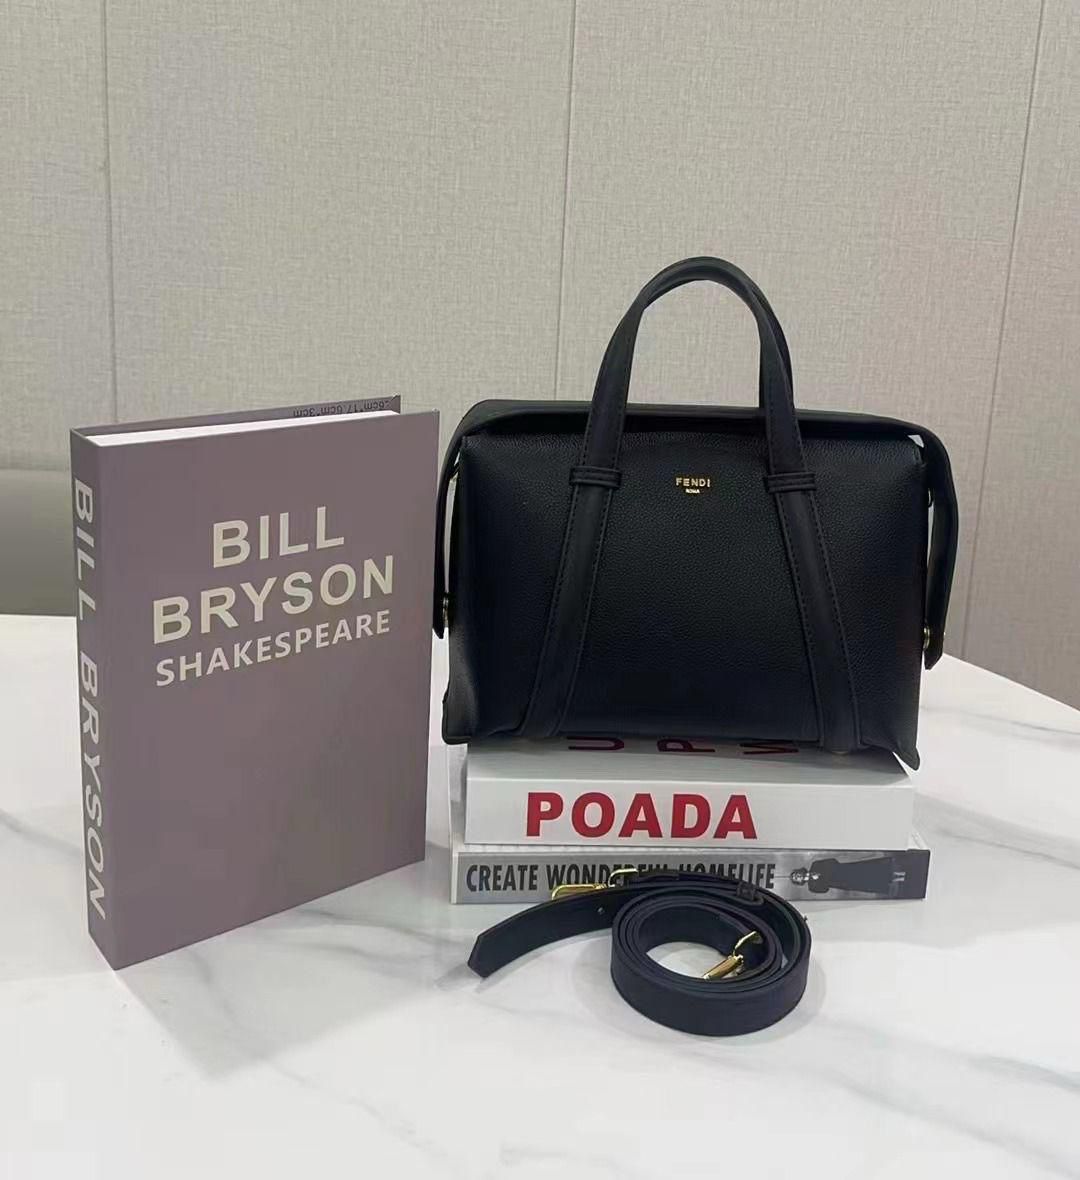 BILL BRYSON
BILL
BRYSON
SHAKESPEARE
FENDI
ROMA
U P W
POADA
CREATE WONDERFUL HOMELIFE